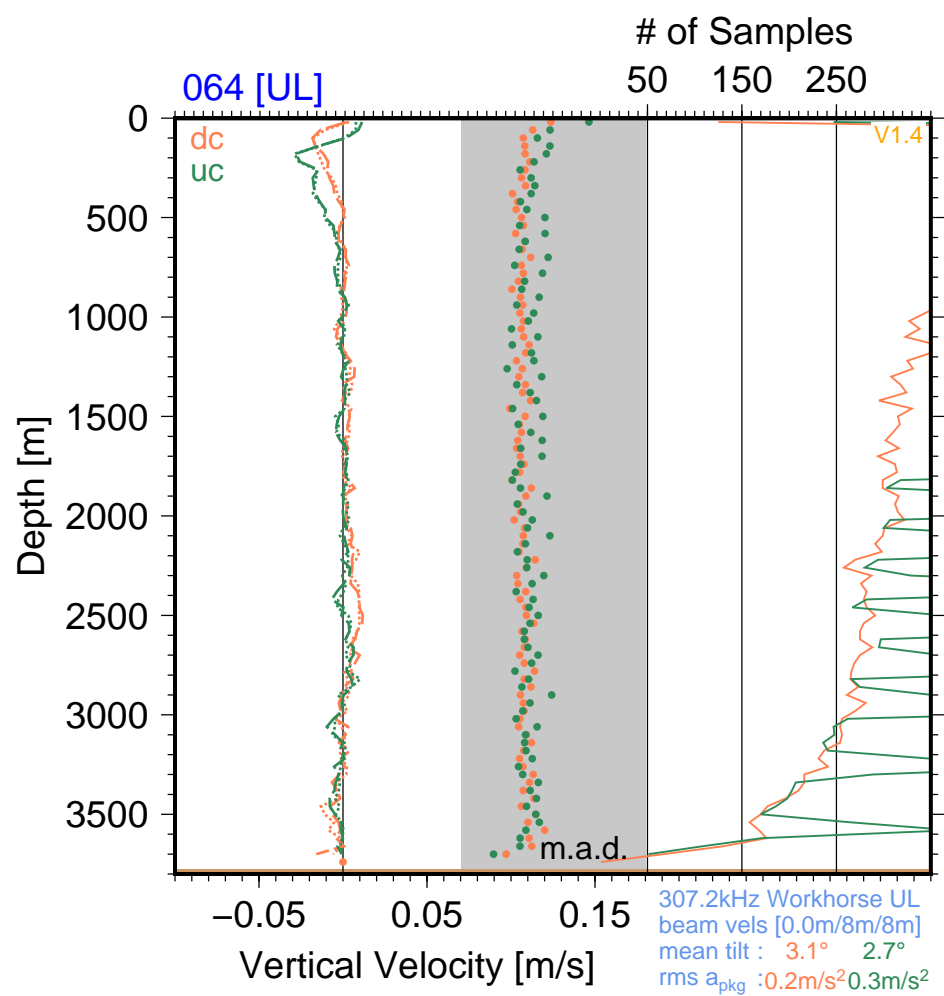 # of Samples
50 150 250
064 [UL]
dc
uc
V1.4
0
500
1000
1500
2000
2500
3000
3500
Depth [m]
m.a.d.
−0.05 0.05 0.15
Vertical Velocity [m/s]
307.2kHz Workhorse UL
beam vels [0.0m/8m/8m]
mean tilt : 3.1° 2.7°
rms a_pkg : 0.2m/s² 0.3m/s²